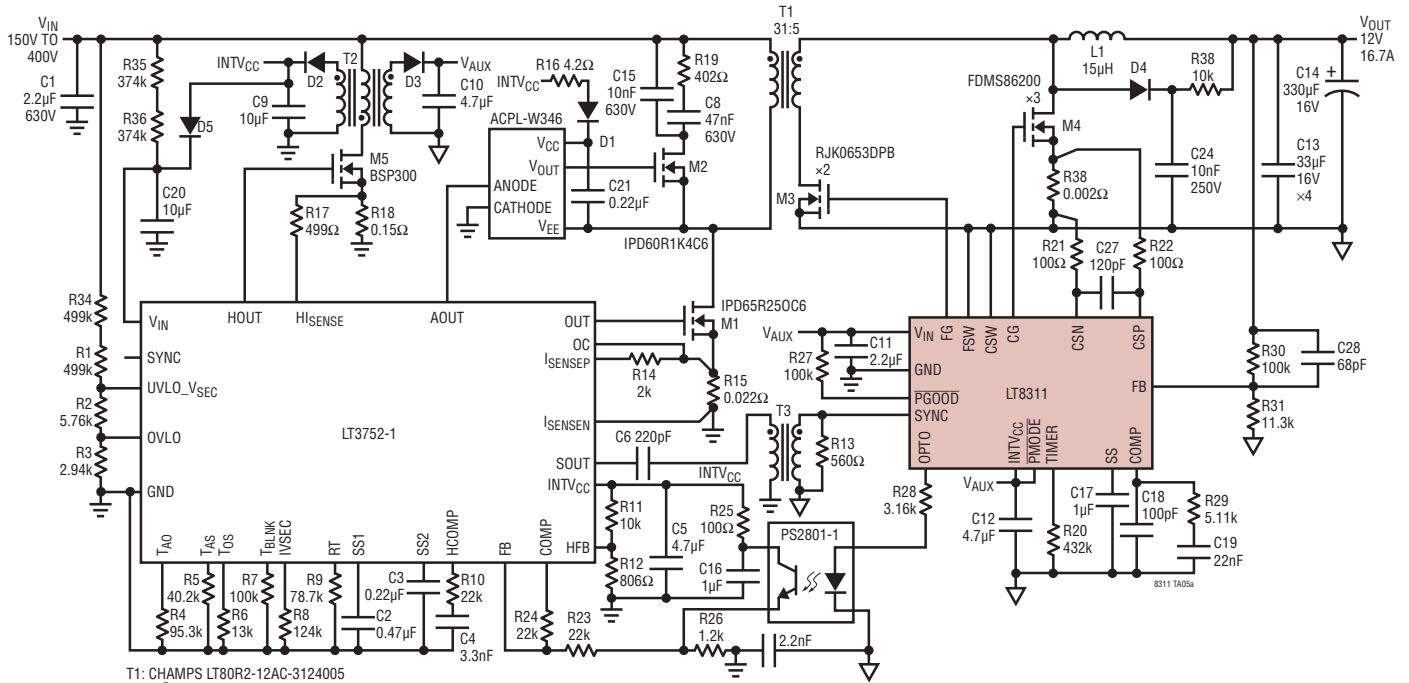 VIN
150V TO
400V
C1
2.2µF
630V
R35
374k
R36
374k
C20
10µF
D5
INTVCC
D2
C9
10µF
T2
D3
VAUX
C10
4.7µF
M5
BSP300
R17
499Ω
R18
0.15Ω
R16 4.2Ω
INTVCC
D1
ACPL-W346
VCC
VOUT
ANODE
CATHODE
VEE
C21
0.22µF
C15
10nF
630V
R19
402Ω
C8
47nF
630V
M2
IPD60R1K4C6
T1
31:5
RJK0653DPB
×2
M3
FDMS86200
×3
M4
L1
15µH
D4
R38
10k
VOUT
12V
16.7A
C14
330µF
16V
+
C13
33µF
16V
×4
C24
10nF
250V
R38
0.002Ω
R21
100Ω
C27
120pF
R22
100Ω
R34
499k
R1
499k
R2
5.76k
R3
2.94k
VIN
SYNC
UVLO_VSEC
OVLO
GND
HOUT
HISENSE
AOUT
LT3752-1
OUT
OC
ISENSEP
ISENSEN
SOUT
INTVCC
HFB
TAO
TAS
TOS
TBLNK
IVSEC
RT
SS1
SS2
HCOMP
FB
COMP
IPD65R25OC6
M1
R14
2k
R15
0.022Ω
C6 220pF
T3
R13
560Ω
INTVCC
R11
10k
R12
806Ω
C5
4.7µF
R25
100Ω
C16
1µF
PS2801-1
R5
40.2k
R4
95.3k
R6
13k
R7
100k
R8
124k
R9
78.7k
C2
0.47µF
C3
0.22µF
R10
22k
C4
3.3nF
R24
22k
R23
22k
R26
1.2k
2.2nF
VAUX
C11
2.2µF
R27
100k
VIN
GND
PGOOD
SYNC
FG
FSW
CSW
CG
CSN
CSP
LT8311
FB
OPTO
INTVCC
PMODE
TIMER
SS
COMP
R30
100k
C28
68pF
R31
11.3k
R28
3.16k
VAUX
C12
4.7µF
R20
432k
C17
1µF
C18
100pF
R29
5.11k
C19
22nF
8311 TA05a
T1: CHAMPS LT80R2-12AC-3124005